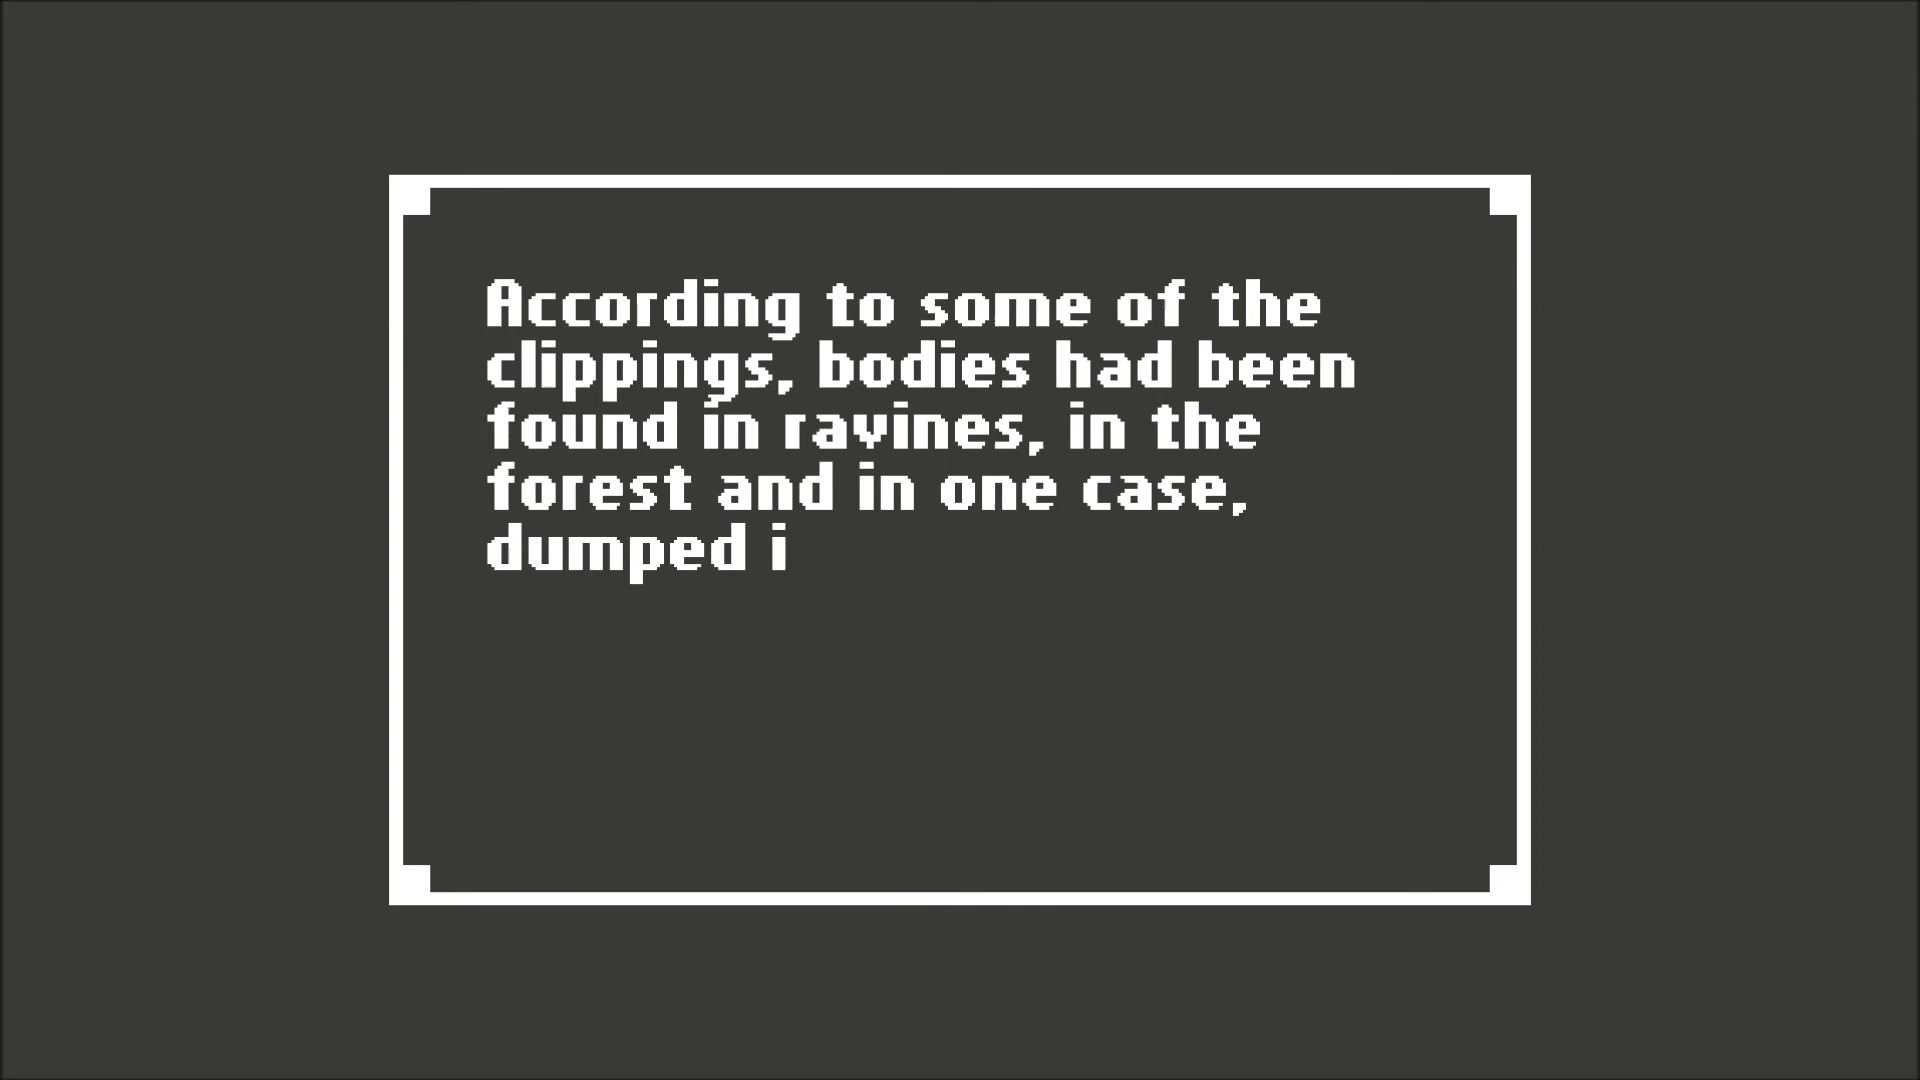 According to some of the
clippings, bodies had been
found in ravines, in the
forest and in one case,
dumped i